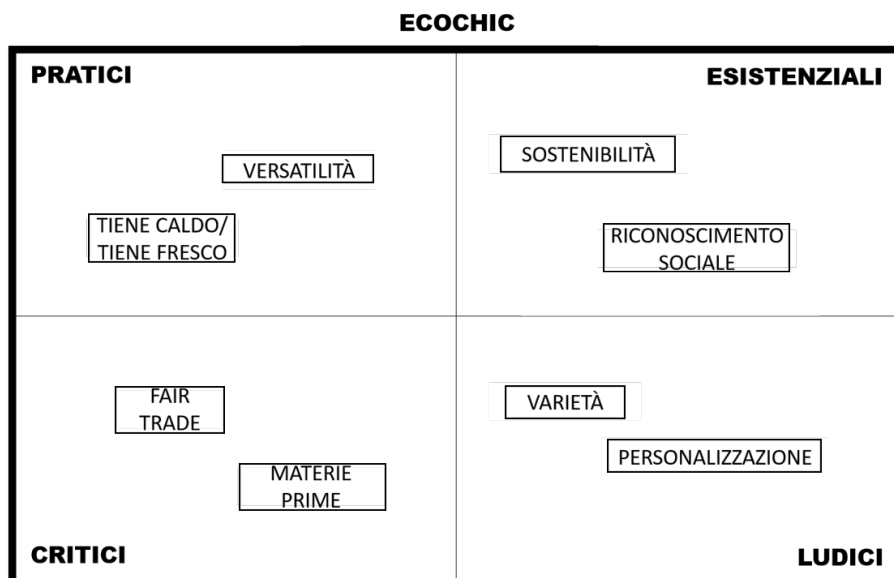 ECOCHIC
PRATICI
ESISTENZIALI
VERSATILITÀ
SOSTENIBILITÀ
TIENE CALDO/
TIENE FRESCO
RICONOSCIMENTO
SOCIALE
FAIR
TRADE
VARIETÀ
MATERIE
PRIME
PERSONALIZZAZIONE
CRITICI
LUDICI